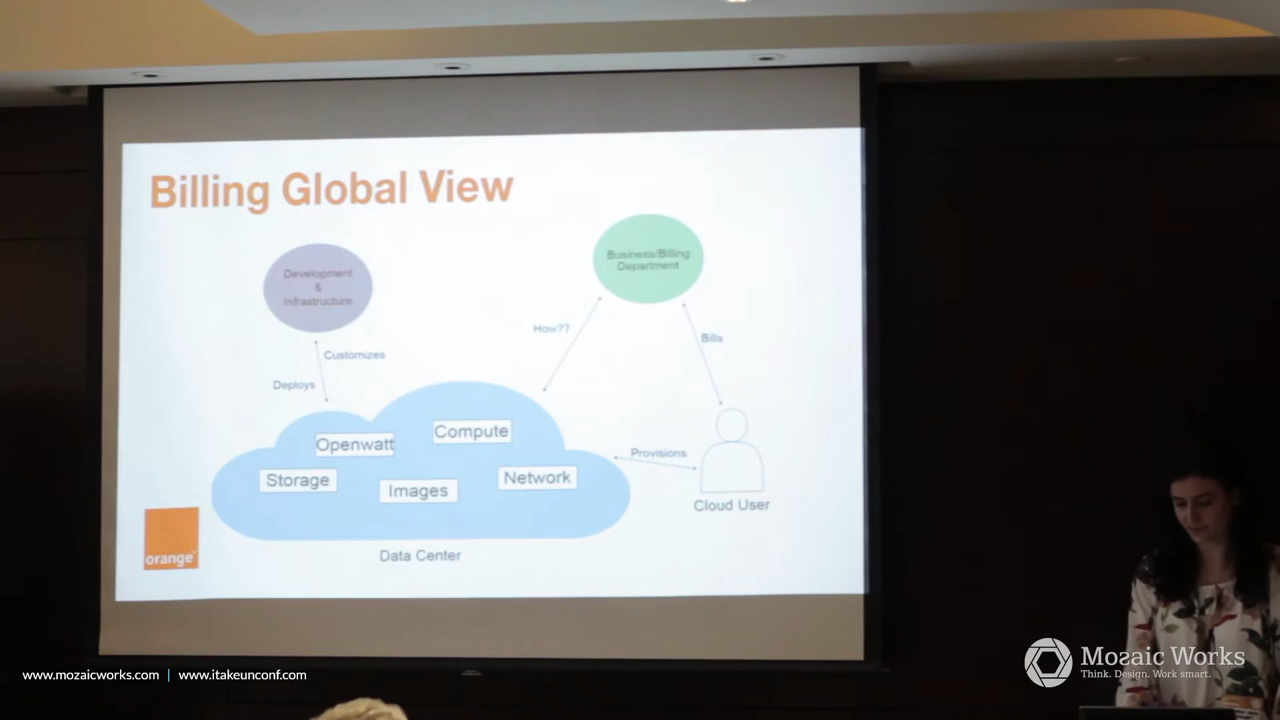 Billing Global View
Development
&
Infrastructure
Business/Billing
Department
How??
Bills
Customizes
Deploys
Openwatt
Compute
Storage
Images
Network
Provisions
Cloud User
Data Center
orange™
www.mozaicworks.com | www.itakeunconf.com
Mozaic Works
Think. Design. Work smart.